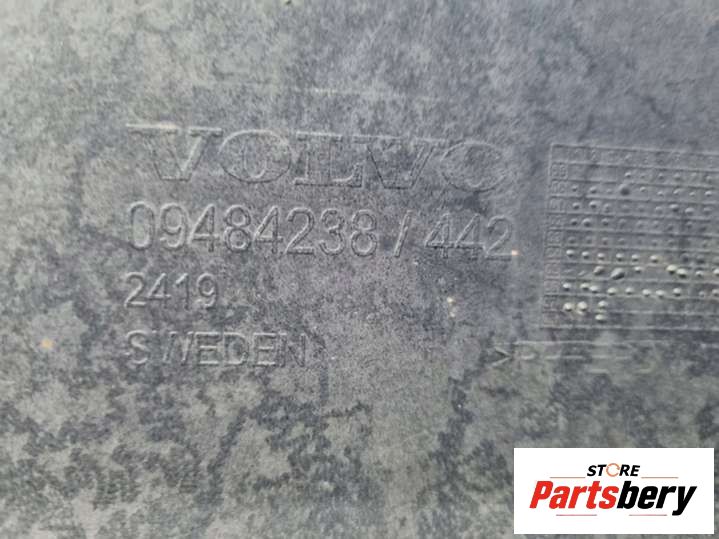 VOLVO
09484238/442
2419
SWEDEN
STORE
Partsbery